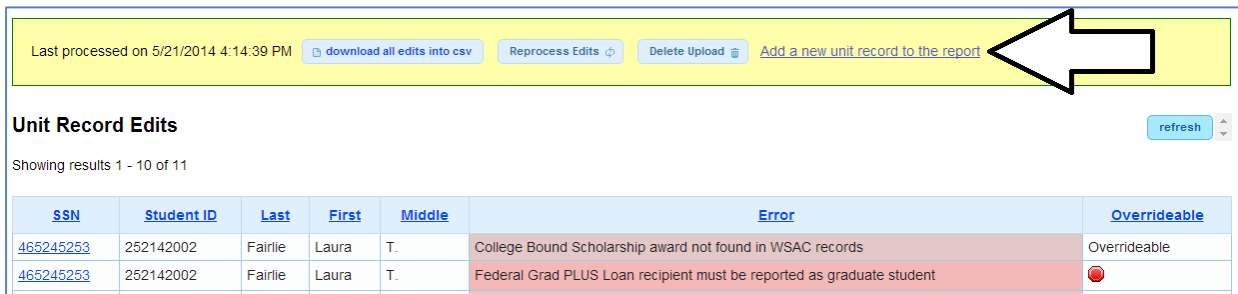 Last processed on 5/21/2014 4:14:39 PM download all edits into csv Reprocess Edits Delete Upload Add a new unit record to the report
Unit Record Edits
refresh
Showing results 1 - 10 of 11
SSN Student ID Last First Middle Error Overrideable
465245253 252142002 Fairlie Laura T. College Bound Scholarship award not found in WSAC records Overrideable
465245253 252142002 Fairlie Laura T. Federal Grad PLUS Loan recipient must be reported as graduate student